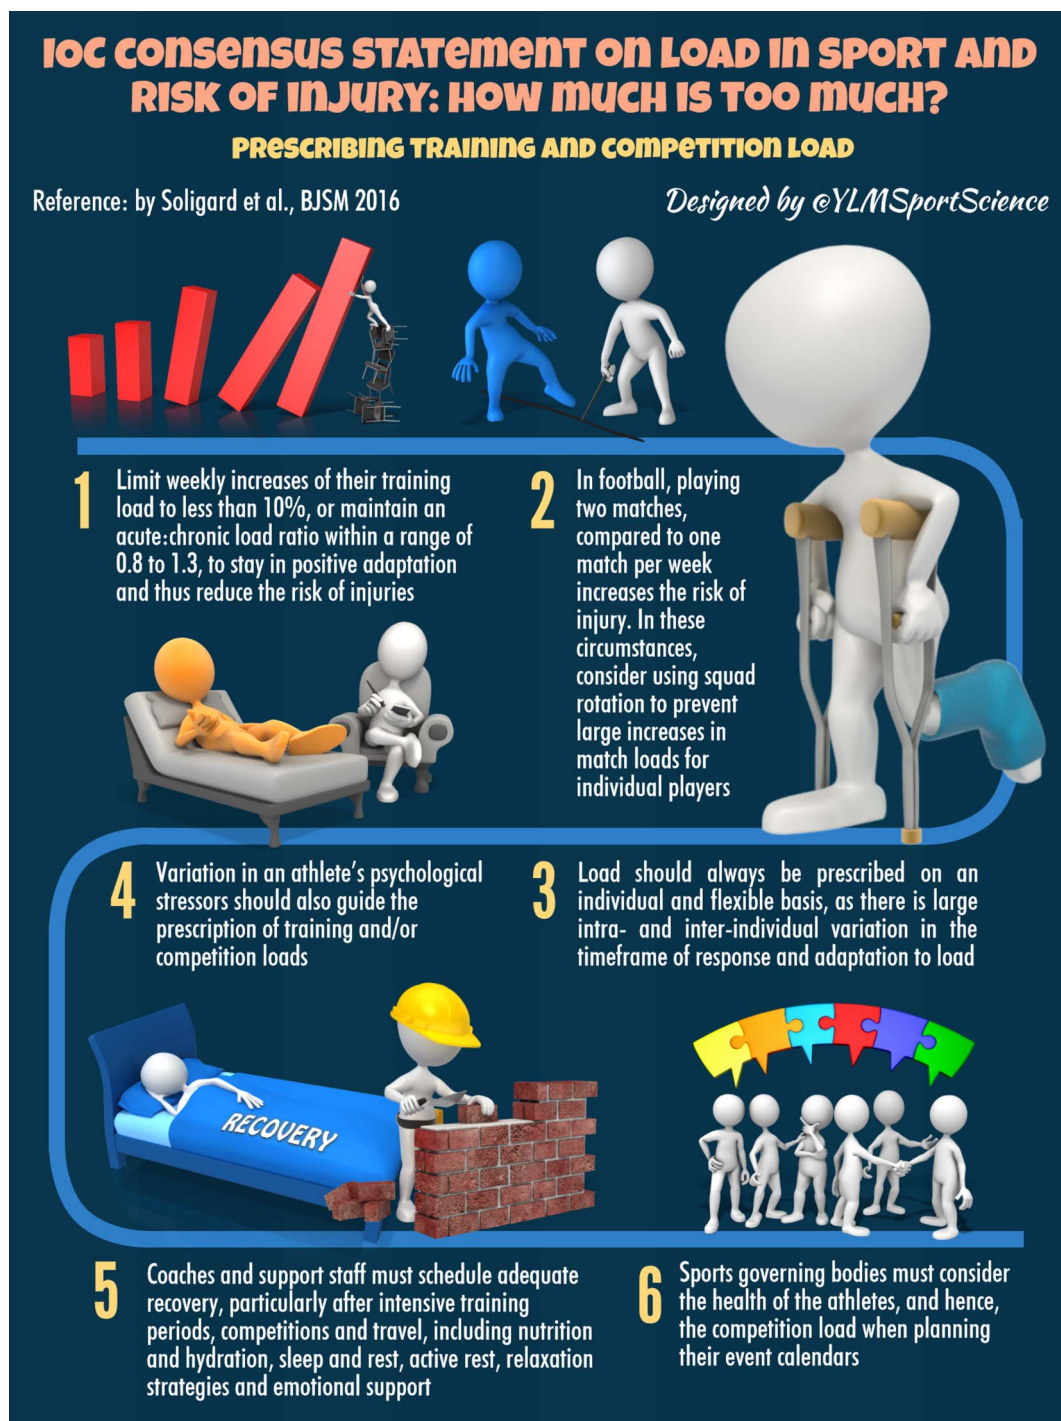 IOC CONSENSUS STATEMENT ON LOAD IN SPORT AND
RISK OF INJURY: HOW MUCH IS TOO MUCH?
PRESCRIBING TRAINING AND COMPETITION LOAD
Reference: by Soligard et al., BJSM 2016
Designed by @YLMSportScience
1
Limit weekly increases of their training
load to less than 10%, or maintain an
acute:chronic load ratio within a range of
0.8 to 1.3, to stay in positive adaptation
and thus reduce the risk of injuries
2
In football, playing
two matches,
compared to one
match per week
increases the risk of
injury. In these
circumstances,
consider using squad
rotation to prevent
large increases in
match loads for
individual players
3
Load should always be prescribed on an
individual and flexible basis, as there is large
intra- and inter-individual variation in the
timeframe of response and adaptation to load
4
Variation in an athlete's psychological
stressors should also guide the
prescription of training and/or
competition loads
RECOVERY
5
Coaches and support staff must schedule adequate
recovery, particularly after intensive training
periods, competitions and travel, including nutrition
and hydration, sleep and rest, active rest, relaxation
strategies and emotional support
6
Sports governing bodies must consider
the health of the athletes, and hence,
the competition load when planning
their event calendars